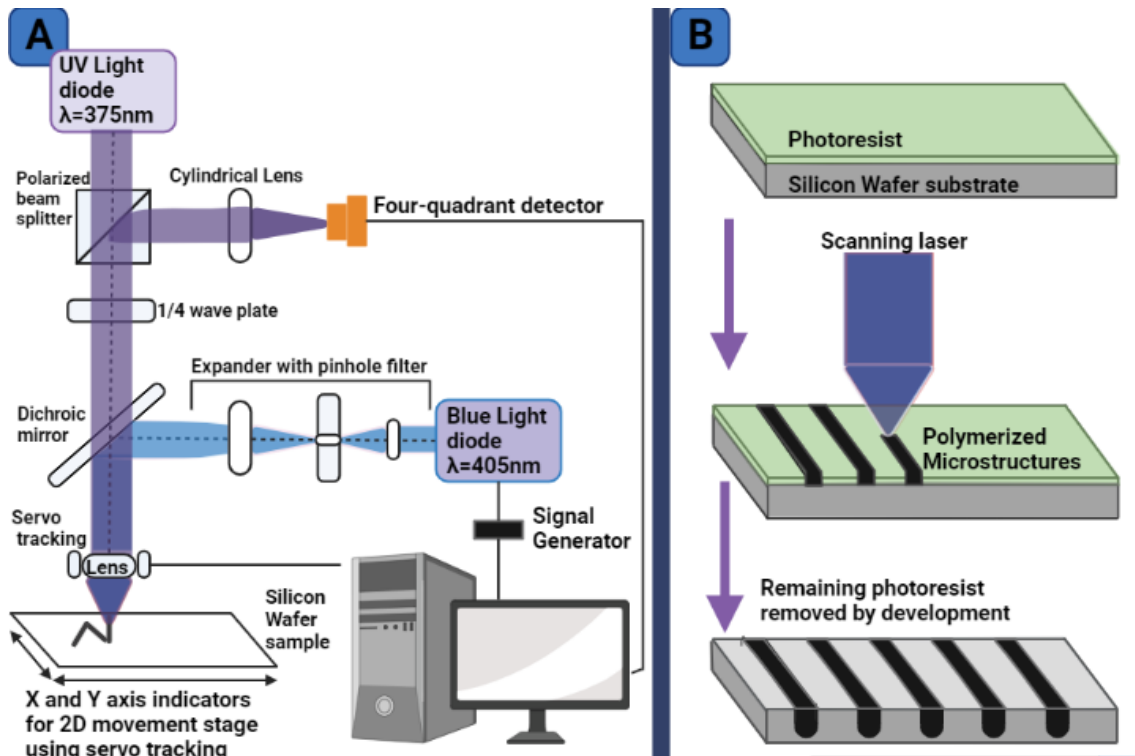 A
UV Light
diode
λ=375nm
Polarized
beam
splitter
Cylindrical Lens
Four-quadrant detector
1/4 wave plate
Expander with pinhole filter
Dichroic
mirror
Blue Light
diode
λ=405nm
Servo
tracking
Signal
Generator
Lens
Silicon
Wafer
sample
X and Y axis indicators
for 2D movement stage
using servo tracking
B
Photoresist
Silicon Wafer substrate
Scanning laser
Polymerized
Microstructures
Remaining photoresist
removed by development